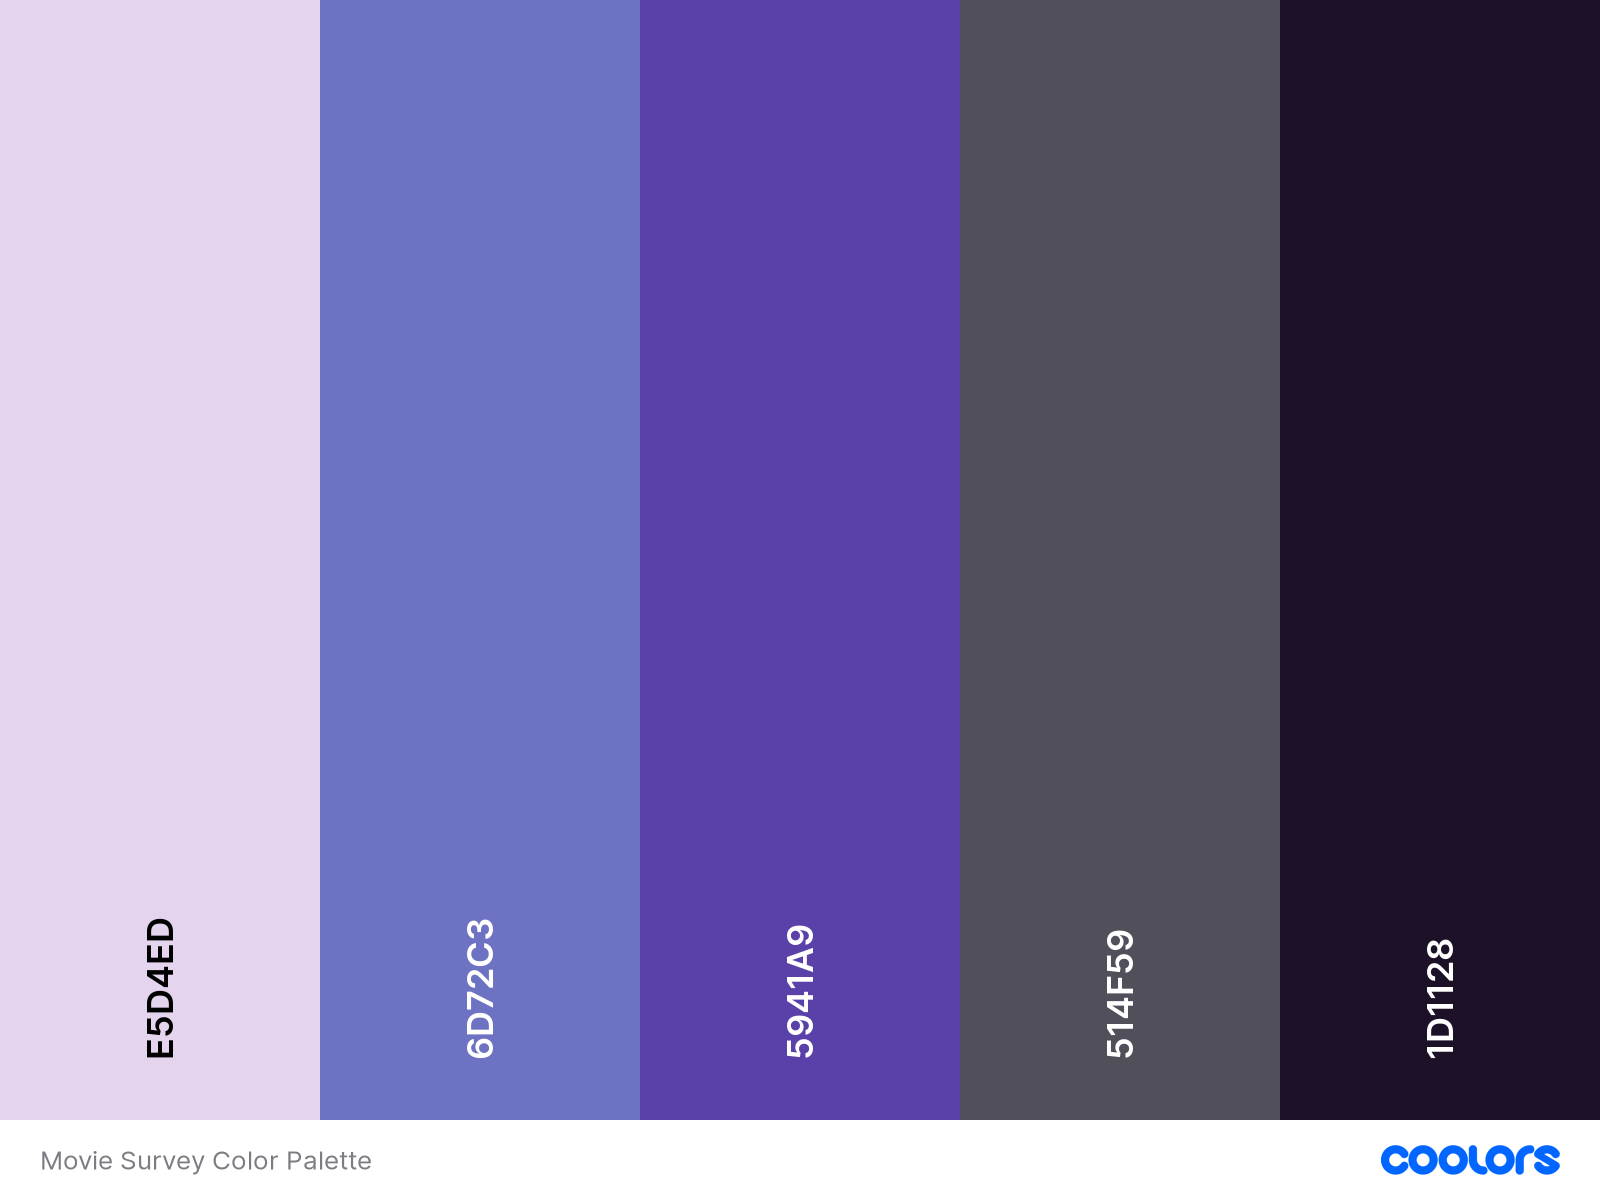 E5D4ED
6D72C3
5941A9
514F59
1D1128
Movie Survey Color Palette
coolors